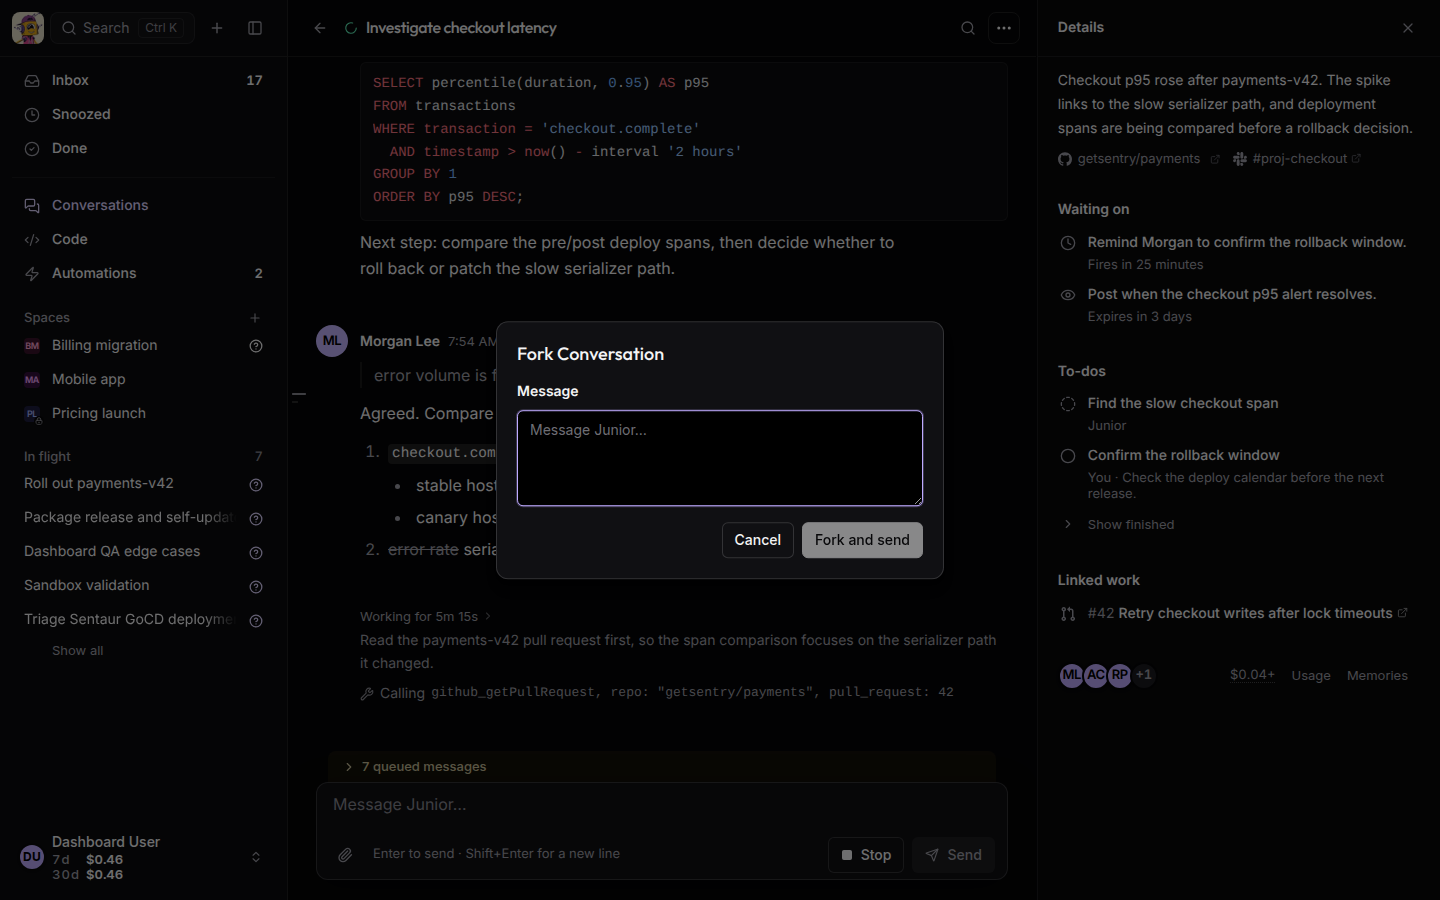 Search
Ctrl K
Inbox
17
Snoozed
Done
Conversations
Code
Automations
2
Spaces
BM
Billing migration
MA
Mobile app
PL
Pricing launch
In flight
7
Roll out payments-v42
Package release and self-updat
Dashboard QA edge cases
Sandbox validation
Triage Sentaur GoCD deployme
Show all
DU
Dashboard User
7d $0.46
30d $0.46
Investigate checkout latency
SELECT percentile(duration, 0.95) AS p95
FROM transactions
WHERE transaction = 'checkout.complete'
AND timestamp > now() - interval '2 hours'
GROUP BY 1
ORDER BY p95 DESC;
Next step: compare the pre/post deploy spans, then decide whether to
roll back or patch the slow serializer path.
ML
Morgan Lee 7:54 AM
error volume is f
Agreed. Compare
1. checkout.com
stable host
canary hos
2. error rate seria
Fork Conversation
Message
Message Junior...
Cancel
Fork and send
Working for 5m 15s
Read the payments-v42 pull request first, so the span comparison focuses on the serializer path
it changed.
Calling github_getPullRequest, repo: "getsentry/payments", pull_request: 42
7 queued messages
Message Junior...
Enter to send · Shift+Enter for a new line
Stop
Send
Details
Checkout p95 rose after payments-v42. The spike
links to the slow serializer path, and deployment
spans are being compared before a rollback decision.
getsentry/payments
#proj-checkout
Waiting on
Remind Morgan to confirm the rollback window.
Fires in 25 minutes
Post when the checkout p95 alert resolves.
Expires in 3 days
To-dos
Find the slow checkout span
Junior
Confirm the rollback window
You · Check the deploy calendar before the next
release.
Show finished
Linked work
#42 Retry checkout writes after lock timeouts
ML AC RP +1
$0.04+
Usage
Memories